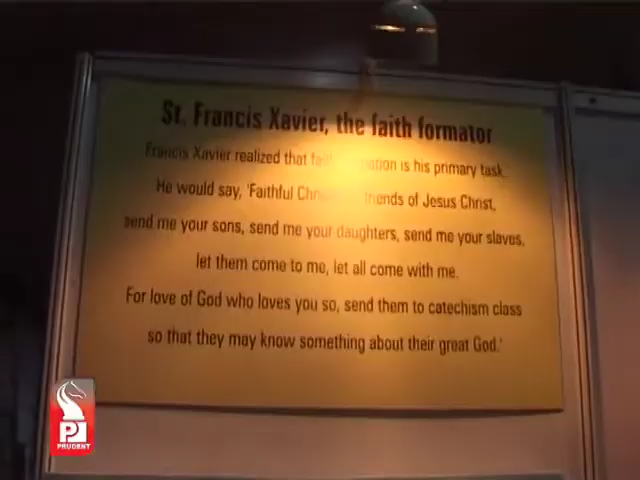 St. Francis Xavier, the faith formator
Francis Xavier realized that is his primary task.
He would say, 'Faithful friends of Jesus Christ,
send me your sons, send me your daughters, send me your slaves,
let them come to me, let all come with me.
For love of God who loves you so, send them to catechism class
so that they may know something about their great God.'
PRUDENT